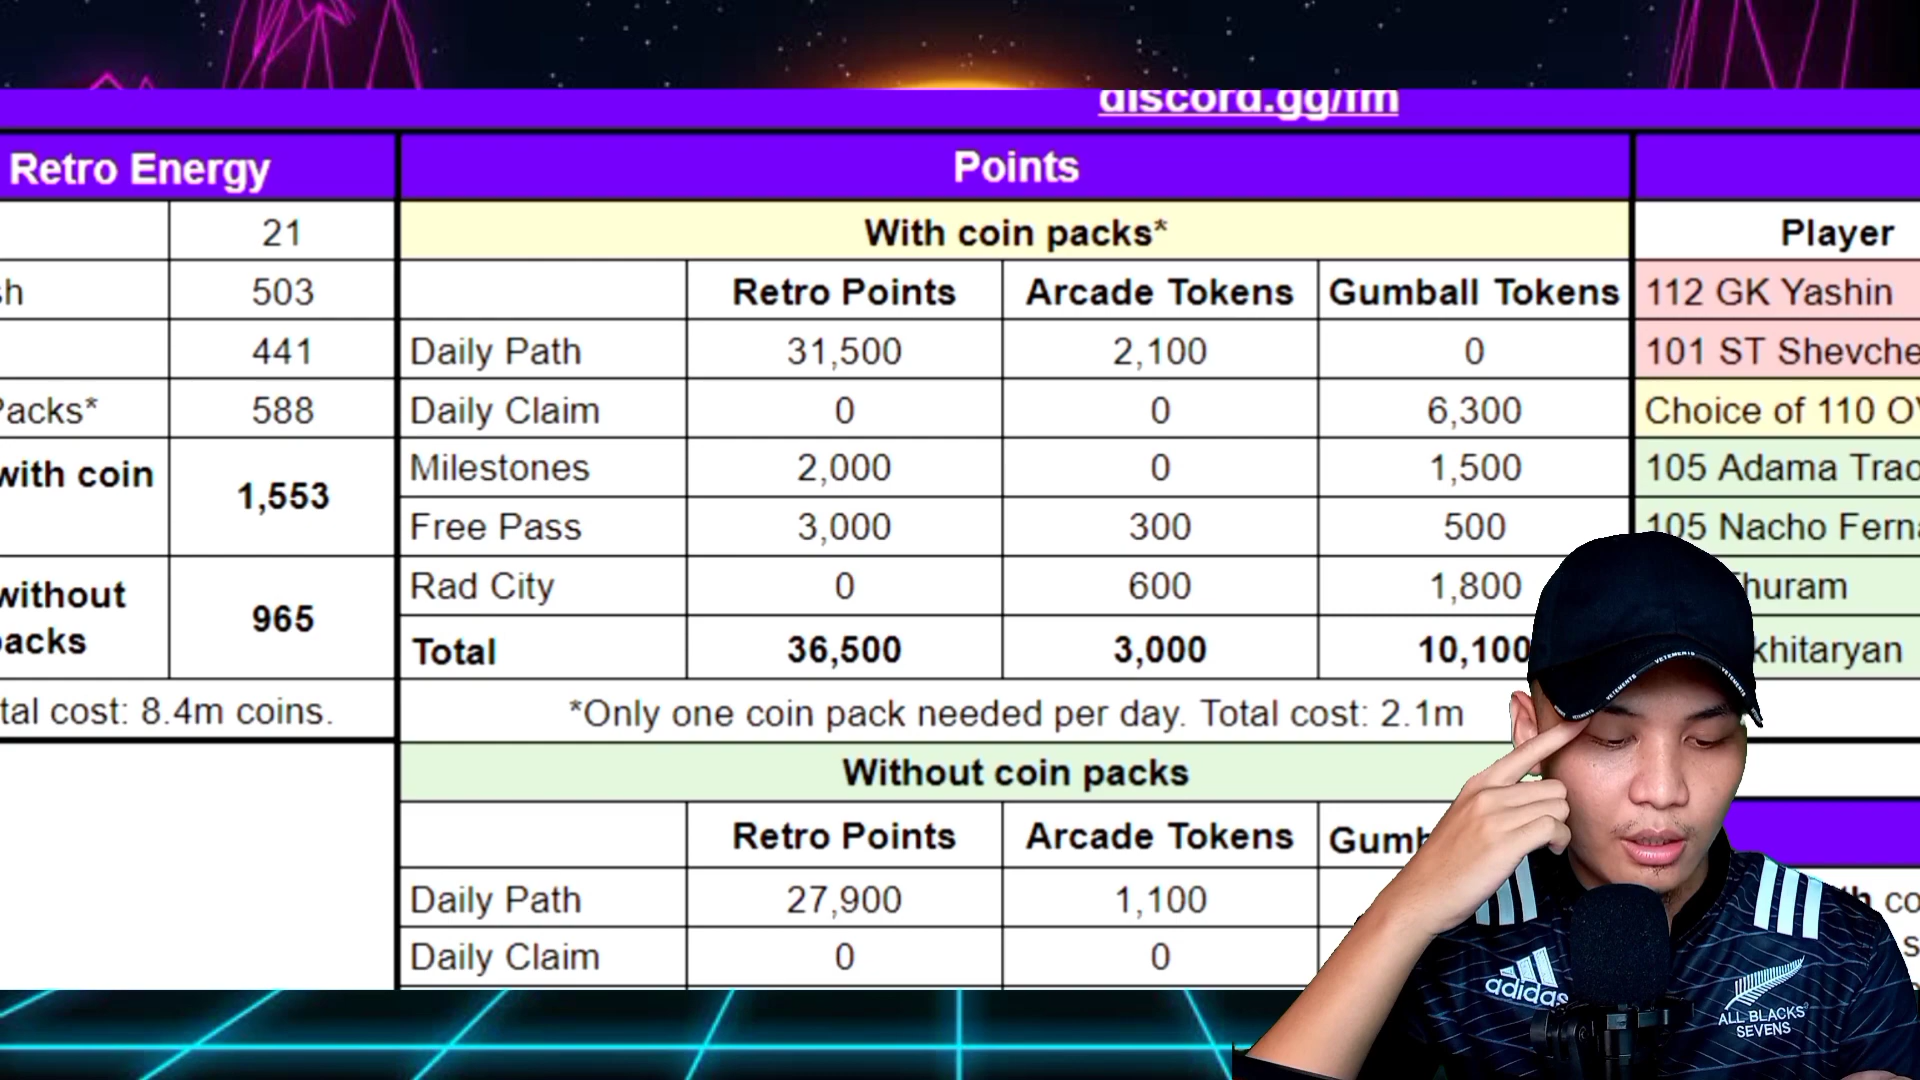 discord.gg/fm
Retro Energy
Points
21
With coin packs*
Player
503
Retro Points Arcade Tokens Gumball Tokens
112 GK Yashin
441
Daily Path 31,500 2,100 0
101 ST Shevche
Packs* 588
Daily Claim 0 0 6,300
Choice of 110 OV
with coin
1,553
Milestones 2,000 0 1,500
105 Adama Trao
Free Pass 3,000 300 500
105 Nacho Ferna
without
packs
965
Rad City 0 600 1,800
huram
Total 36,500 3,000 10,100
khitaryan
tal cost: 8.4m coins.
*Only one coin pack needed per day. Total cost: 2.1m
Without coin packs
Retro Points Arcade Tokens Gumb
Daily Path 27,900 1,100
Daily Claim 0 0
VETEMENTS
adidas
ALL BLACKS
SEVENS